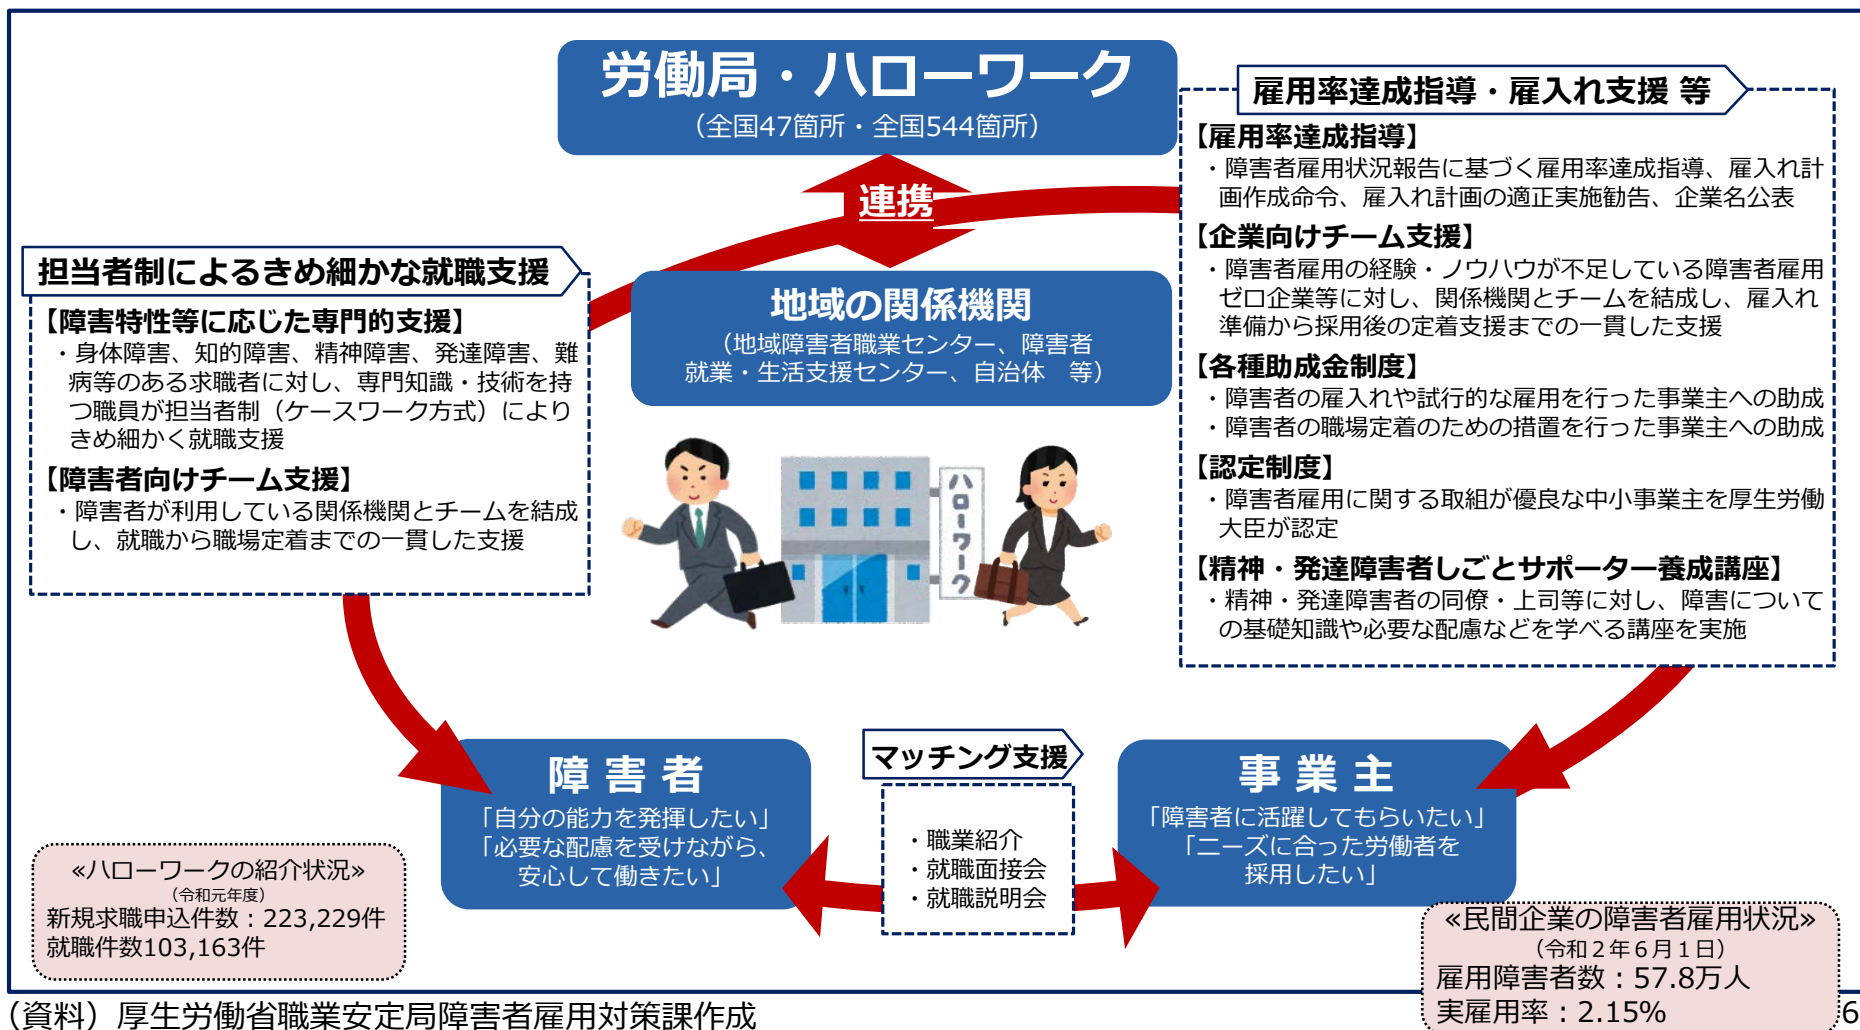 労働局・ハローワーク
（全国47箇所・全国544箇所）
連携
地域の関係機関
（地域障害者職業センター、障害者
就業・生活支援センター、自治体　等）
担当者制によるきめ細かな就職支援
【障害特性等に応じた専門的支援】
・身体障害、知的障害、精神障害、発達障害、難
病等のある求職者に対し、専門知識・技術を持
つ職員が担当者制（ケースワーク方式）により
きめ細かく就職支援
【障害者向けチーム支援】
・障害者が利用している関係機関とチームを結成
し、就職から職場定着までの一貫した支援
雇用率達成指導・雇入れ支援 等
【雇用率達成指導】
・障害者雇用状況報告に基づく雇用率達成指導、雇入れ計
画作成命令、雇入れ計画の適正実施勧告、企業名公表
【企業向けチーム支援】
・障害者雇用の経験・ノウハウが不足している障害者雇用
ゼロ企業等に対し、関係機関とチームを結成し、雇入れ
準備から採用後の定着支援までの一貫した支援
【各種助成金制度】
・障害者の雇入れや試行的な雇用を行った事業主への助成
・障害者の職場定着のための措置を行った事業主への助成
【認定制度】
・障害者雇用に関する取組が優良な中小事業主を厚生労働
大臣が認定
【精神・発達障害者しごとサポーター養成講座】
・精神・発達障害者の同僚・上司等に対し、障害について
の基礎知識や必要な配慮などを学べる講座を実施
ハローワーク
障 害 者
「自分の能力を発揮したい」
「必要な配慮を受けながら、
安心して働きたい」
マッチング支援
・職業紹介
・就職面接会
・就職説明会
事 業 主
「障害者に活躍してもらいたい」
「ニーズに合った労働者を
採用したい」
≪ハローワークの紹介状況≫
（令和元年度）
新規求職申込件数：223,229件
就職件数103,163件
≪民間企業の障害者雇用状況≫
（令和２年６月１日）
雇用障害者数：57.8万人
実雇用率：2.15%
（資料）厚生労働省職業安定局障害者雇用対策課作成
6